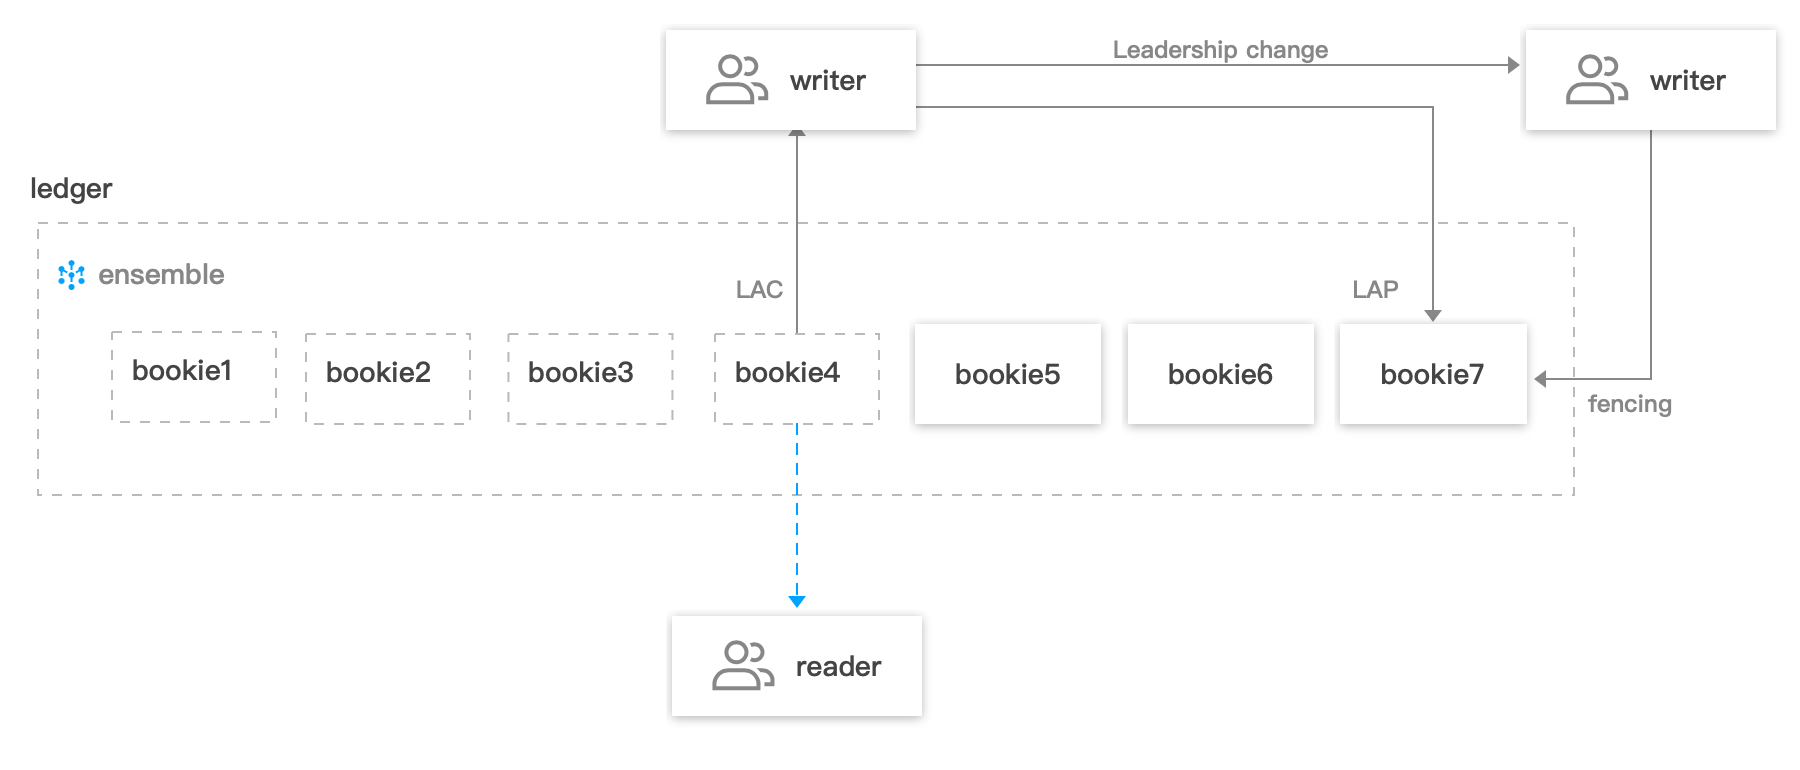 writer
Leadership change
writer
ledger
ensemble
LAC
LAP
bookie1
bookie2
bookie3
bookie4
bookie5
bookie6
bookie7
fencing
reader